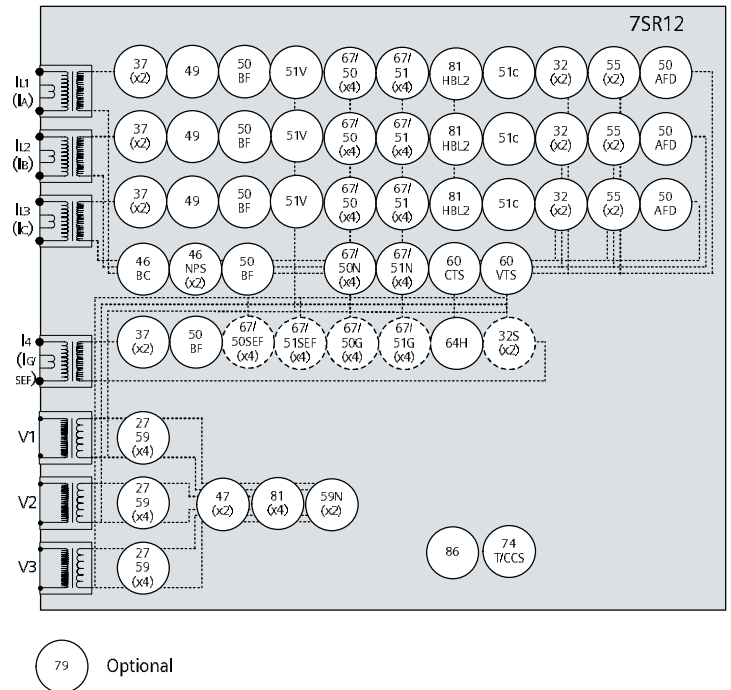 7SR12
IL1
(IA)
37
(x2)
49
50
BF
51V
67/
50
(x4)
67/
51
(x4)
81
HBL2
51c
32
(x2)
55
(x2)
50
AFD
IL2
(IB)
37
(x2)
49
50
BF
51V
67/
50
(x4)
67/
51
(x4)
81
HBL2
51c
32
(x2)
55
(x2)
50
AFD
IL3
(IC)
37
(x2)
49
50
BF
51V
67/
50
(x4)
67/
51
(x4)
81
HBL2
51c
32
(x2)
55
(x2)
50
AFD
46
BC
46
NPS
(x2)
50
BF
67/
50N
(x4)
67/
51N
(x4)
60
CTS
60
VTS
I4
(IG/
SEF)
37
(x2)
50
BF
67/
50SEF
(x4)
67/
51SEF
(x4)
67/
50G
(x4)
67/
51G
(x4)
64H
32S
(x2)
V1
27
59
(x4)
V2
27
59
(x4)
47
(x2)
81
(x4)
59N
(x2)
V3
27
59
(x4)
86
74
T/CCS
79
Optional